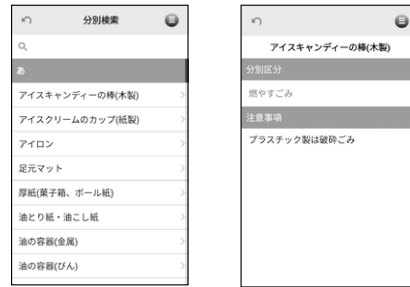 分別検索
あ
アイスキャンディーの棒(木製)
アイスクリームのカップ(紙製)
アイロン
足元マット
厚紙(菓子箱、ボール紙)
油とり紙・油こし紙
油の容器(金属)
油の容器(びん)
アイスキャンディーの棒(木製)
分別区分
燃やすごみ
注意事項
プラスチック製は破砕ごみ